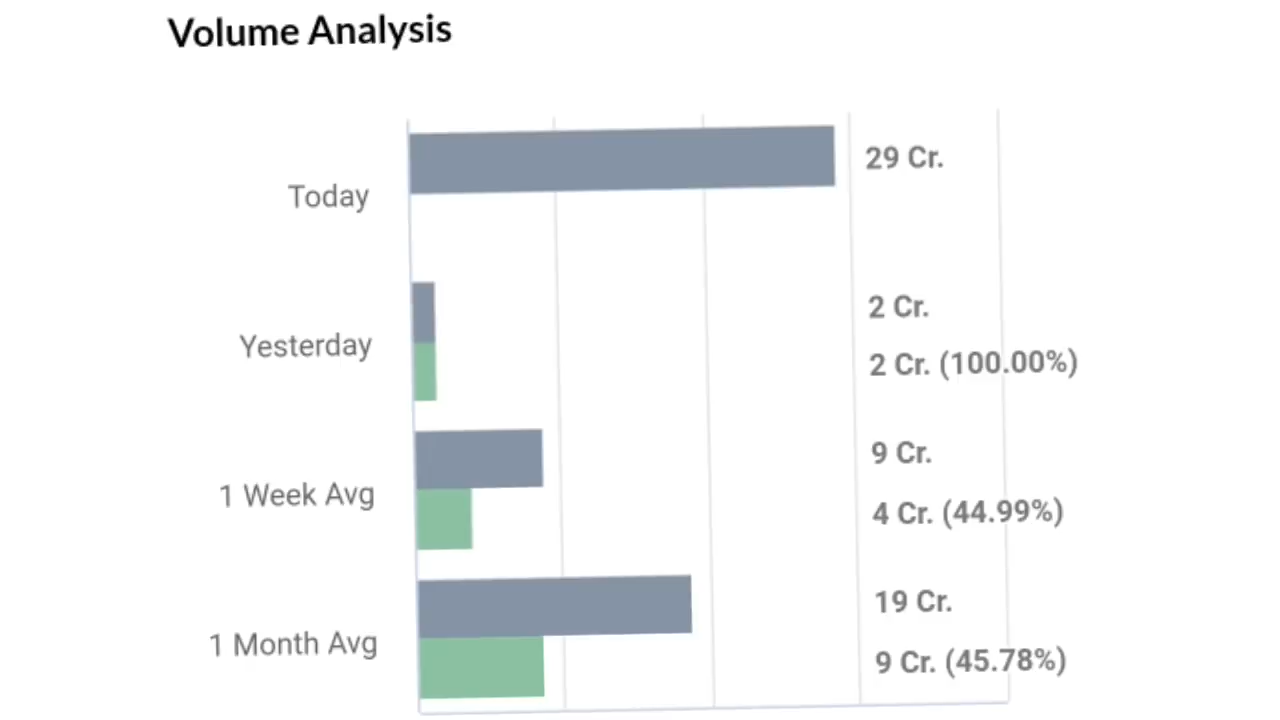 Volume Analysis
Today
29 Cr.
Yesterday
2 Cr.
2 Cr. (100.00%)
1 Week Avg
9 Cr.
4 Cr. (44.99%)
1 Month Avg
19 Cr.
9 Cr. (45.78%)